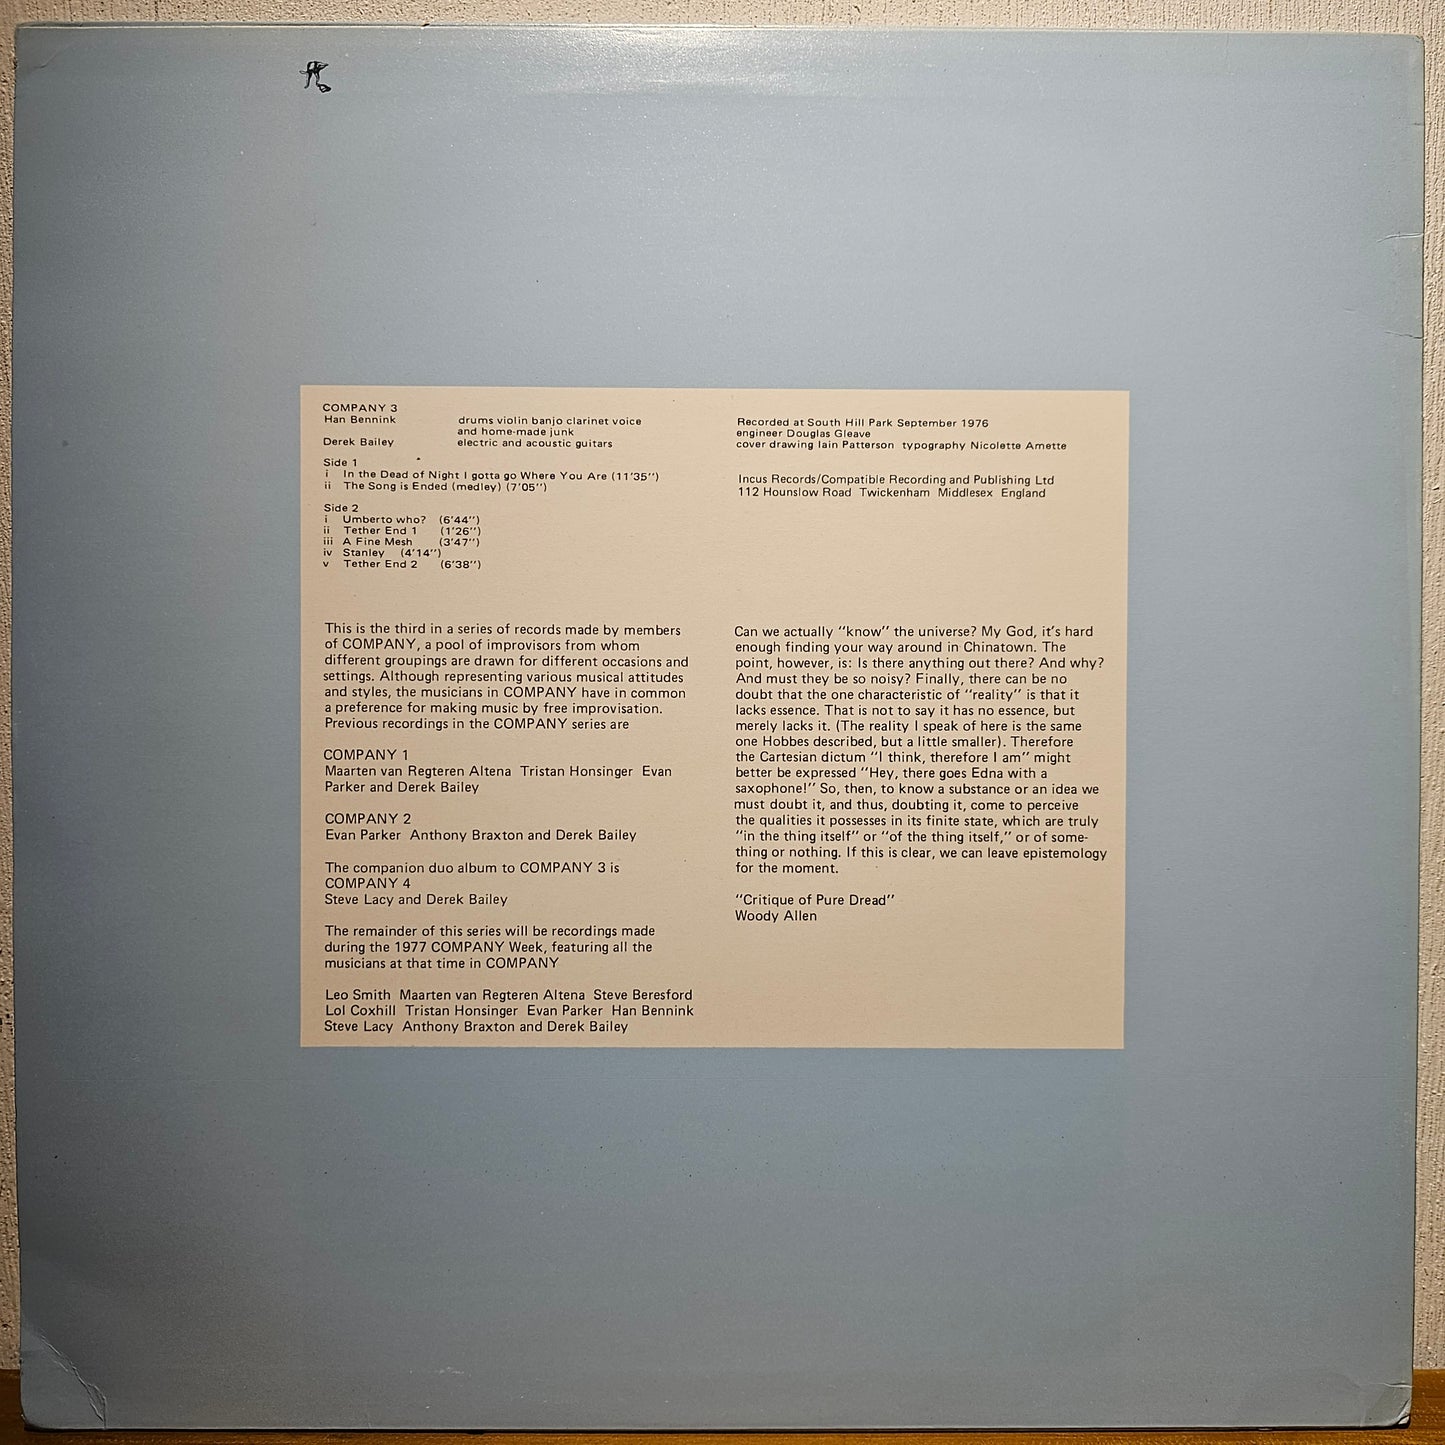 COMPANY 3
Han Bennink drums violin banjo clarinet voice
and home-made junk
Derek Bailey electric and acoustic guitars
Side 1
i In the Dead of Night I gotta go Where You Are (11'35'')
ii The Song is Ended (medley) (7'05'')
Side 2
i Umberto who? (6'44'')
ii Tether End 1 (1'26'')
iii A Fine Mesh (3'47'')
iv Stanley (4'14'')
v Tether End 2 (6'38'')
Recorded at South Hill Park September 1976
engineer Douglas Gleave
cover drawing Iain Patterson typography Nicolette Amette
Incus Records/Compatible Recording and Publishing Ltd
112 Hounslow Road Twickenham Middlesex England
This is the third in a series of records made by members
of COMPANY, a pool of improvisors from whom
different groupings are drawn for different occasions and
settings. Although representing various musical attitudes
and styles, the musicians in COMPANY have in common
a preference for making music by free improvisation.
Previous recordings in the COMPANY series are
COMPANY 1
Maarten van Regteren Altena Tristan Honsinger Evan
Parker and Derek Bailey
COMPANY 2
Evan Parker Anthony Braxton and Derek Bailey
The companion duo album to COMPANY 3 is
COMPANY 4
Steve Lacy and Derek Bailey
The remainder of this series will be recordings made
during the 1977 COMPANY Week, featuring all the
musicians at that time in COMPANY
Leo Smith Maarten van Regteren Altena Steve Beresford
Lol Coxhill Tristan Honsinger Evan Parker Han Bennink
Steve Lacy Anthony Braxton and Derek Bailey
Can we actually ''know'' the universe? My God, it's hard
enough finding your way around in Chinatown. The
point, however, is: Is there anything out there? And why?
And must they be so noisy? Finally, there can be no
doubt that the one characteristic of ''reality'' is that it
lacks essence. That is not to say it has no essence, but
merely lacks it. (The reality I speak of here is the same
one Hobbes described, but a little smaller). Therefore
the Cartesian dictum ''I think, therefore I am'' might
better be expressed ''Hey, there goes Edna with a
saxophone!'' So, then, to know a substance or an idea we
must doubt it, and thus, doubting it, come to perceive
the qualities it possesses in its finite state, which are truly
''in the thing itself'' or ''of the thing itself,'' or of some-
thing or nothing. If this is clear, we can leave epistemology
for the moment.
''Critique of Pure Dread''
Woody Allen